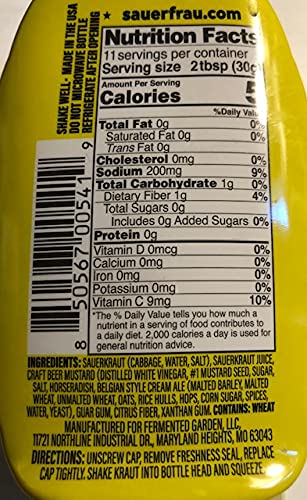 ★ sauerfrau.com ★
SHAKE WELL · MADE IN THE USA
DO NOT MICROWAVE BOTTLE
REFRIGERATE AFTER OPENING
Nutrition Facts
11 servings per container
Serving size 2 tbsp (30g
Amount Per Serving
Calories 5
%Daily Value
Total Fat 0g 0%
Saturated Fat 0g 0%
Trans Fat 0g
Cholesterol 0mg 0%
Sodium 200mg 9%
Total Carbohydrate 1g 0%
Dietary Fiber 1g 4%
Total Sugars 0g
Includes 0g Added Sugars 0%
Protein 0g
Vitamin D 0mcg 0%
Calcium 0mg 0%
Iron 0mg 0%
Potassium 0mg 0%
Vitamin C 9mg 10%
*The % Daily Value tells you how much a
nutrient in a serving of food contributes to
a daily diet. 2,000 calories a day is used for
general nutrition advice.
8 50567 00541 9
INGREDIENTS: SAUERKRAUT (CABBAGE, WATER, SALT), SAUERKRAUT JUICE,
CRAFT BEER MUSTARD (DISTILLED WHITE VINEGAR, #1 MUSTARD SEED, SUGAR,
SALT, HORSERADISH, BELGIAN STYLE CREAM ALE (MALTED BARLEY, MALTED
WHEAT, UNMALTED WHEAT, OATS, RICE HULLS, HOPS, CORN SUGAR, SPICES,
WATER, YEAST), GUAR GUM, CITRUS FIBER, XANTHAN GUM. CONTAINS: WHEAT
MANUFACTURED FOR FERMENTED GARDEN, LLC,
11721 NORTHLINE INDUSTRIAL DR., MARYLAND HEIGHTS, MO 63043
DIRECTIONS: UNSCREW CAP, REMOVE FRESHNESS SEAL, REPLACE
CAP TIGHTLY. SHAKE KRAUT INTO BOTTLE HEAD AND SQUEEZE.